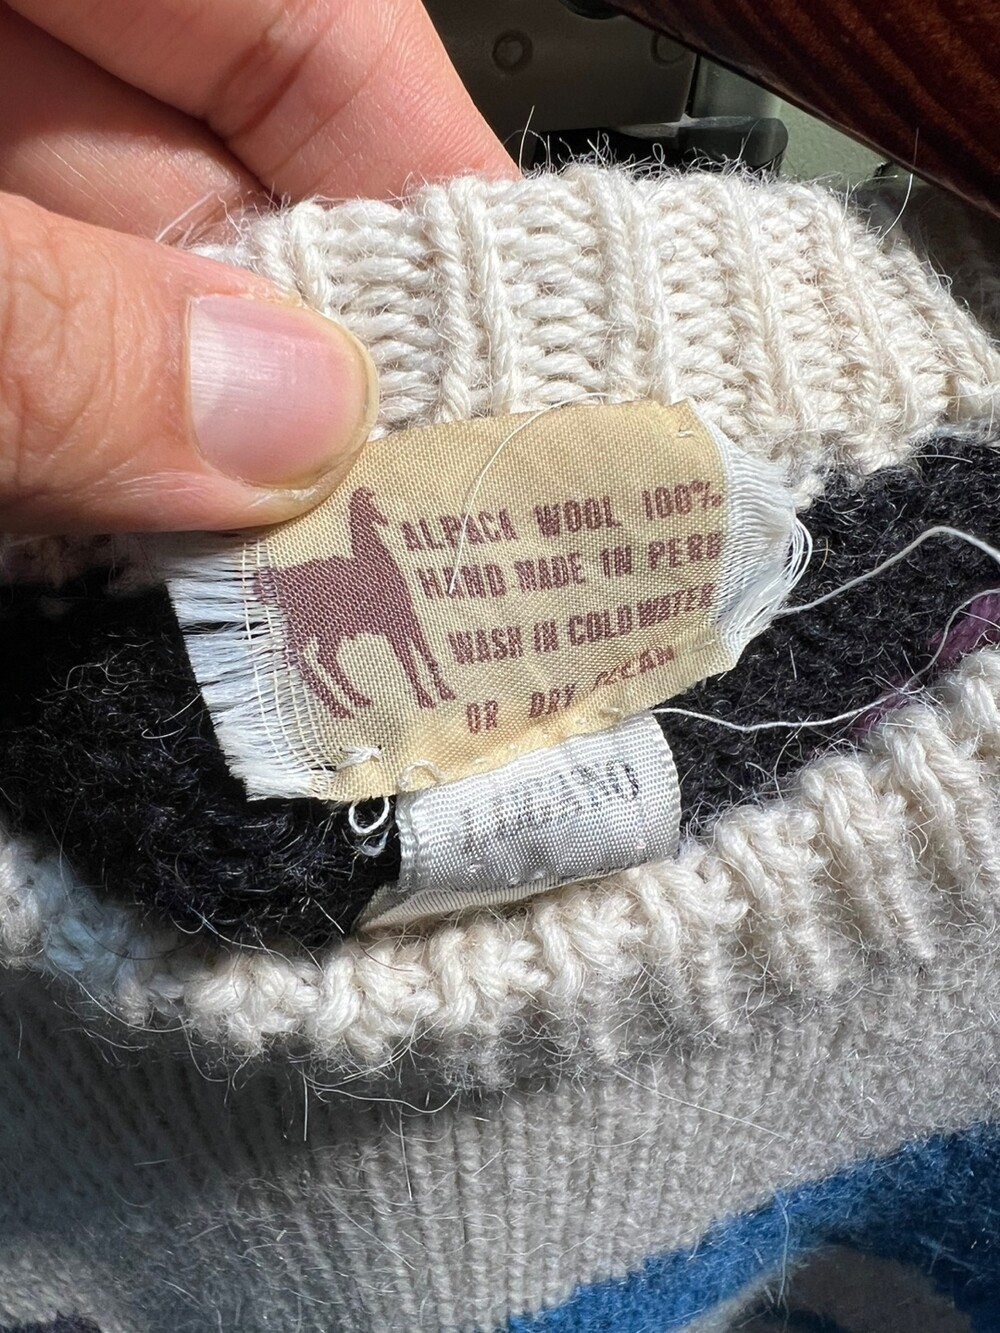 ALPACA WOOL 100%
HAND MADE IN PERU
WASH IN COLD WATER
OR DRY CLEAN